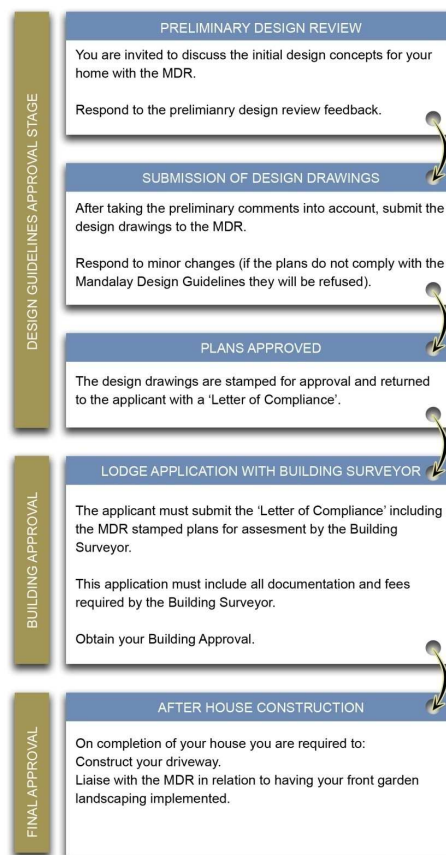 DESIGN GUIDELINES APPROVAL STAGE
PRELIMINARY DESIGN REVIEW
You are invited to discuss the initial design concepts for your
home with the MDR.
Respond to the prelimianry design review feedback.
SUBMISSION OF DESIGN DRAWINGS
After taking the preliminary comments into account, submit the
design drawings to the MDR.
Respond to minor changes (if the plans do not comply with the
Mandalay Design Guidelines they will be refused).
PLANS APPROVED
The design drawings are stamped for approval and returned
to the applicant with a 'Letter of Compliance'.
BUILDING APPROVAL
LODGE APPLICATION WITH BUILDING SURVEYOR
The applicant must submit the 'Letter of Compliance' including
the MDR stamped plans for assesment by the Building
Surveyor.
This application must include all documentation and fees
required by the Building Surveyor.
Obtain your Building Approval.
FINAL APPROVAL
AFTER HOUSE CONSTRUCTION
On completion of your house you are required to:
Construct your driveway.
Liaise with the MDR in relation to having your front garden
landscaping implemented.